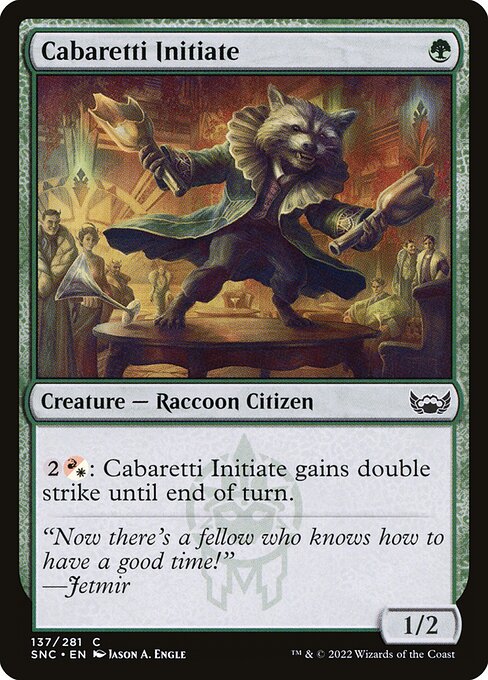 Cabaretti Initiate
Creature — Raccoon Citizen
2 : Cabaretti Initiate gains double
strike until end of turn.
“Now there’s a fellow who knows how to
have a good time!”
—Jetmir
1/2
137/281 C
SNC • EN Jason A. Engle
™ & © 2022 Wizards of the Coast